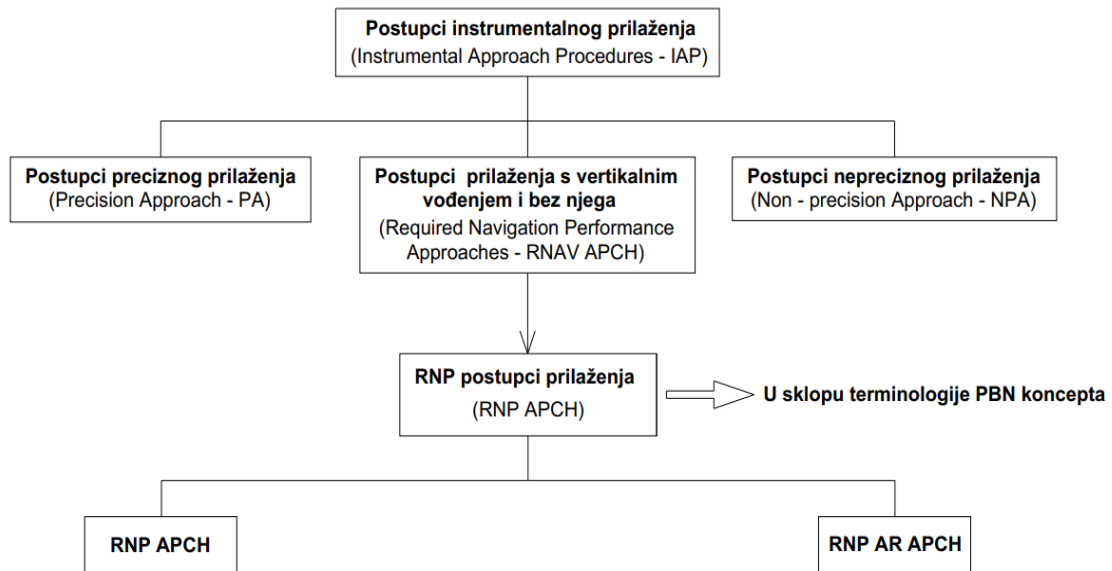 Postupci instrumentalnog prilaženja
(Instrumental Approach Procedures - IAP)
Postupci preciznog prilaženja
(Precision Approach - PA)
Postupci prilaženja s vertikalnim
vođenjem i bez njega
(Required Navigation Performance
Approaches - RNAV APCH)
Postupci nepreciznog prilaženja
(Non - precision Approach - NPA)
RNP postupci prilaženja
(RNP APCH)
U sklopu terminologije PBN koncepta
RNP APCH
RNP AR APCH